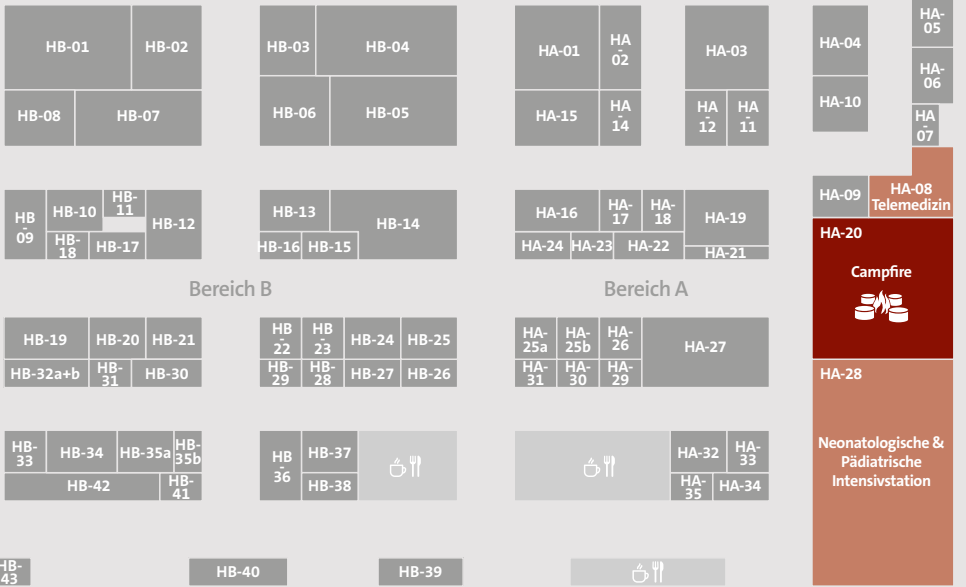 HB-01
HB-02
HB-03
HB-04
HA-01
HA
-
02
HA-03
HA-04
HA-
05
HA-
06
HB-08
HB-07
HB-06
HB-05
HA-15
HA
-
14
HA
-
12
HA
-
11
HA-10
HA
-
07
HB
-
09
HB-10
HB-
11
HB-12
HB-
18
HB-17
HB-13
HB-14
HB-16
HB-15
HA-16
HA-
17
HA-
18
HA-19
HA-24
HA-23
HA-22
HA-21
HA-09
HA-08
Telemedizin
HA-20
Campfire
Bereich B
Bereich A
HB-19
HB-20
HB-21
HB
-
22
HB
-
23
HB-24
HB-25
HA-
25a
HA-
25b
HA-
26
HA-27
HB-32a+b
HB-
31
HB-30
HB-
29
HB-
28
HB-27
HB-26
HA-
31
HA-
30
HA-
29
HA-28
Neonatologische &
Pädiatrische
Intensivstation
HB-
33
HB-34
HB-35a
HB-
35b
HB
-
36
HB-37
HA-32
HA-
33
HB-42
HB-
41
HB-38
HA-
35
HA-34
HB-
43
HB-40
HB-39